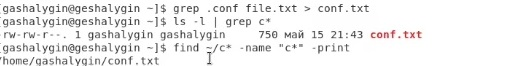 [gashalygin@geshalygin ~]$ grep .conf file.txt > conf.txt
[gashalygin@geshalygin ~]$ ls -l | grep c*
-rw-rw-r--. 1 gashalygin gashalygin    750 май 15 21:43 conf.txt
[gashalygin@geshalygin ~]$ find ~/c* -name "c*" -print
/home/gashalygin/conf.txt